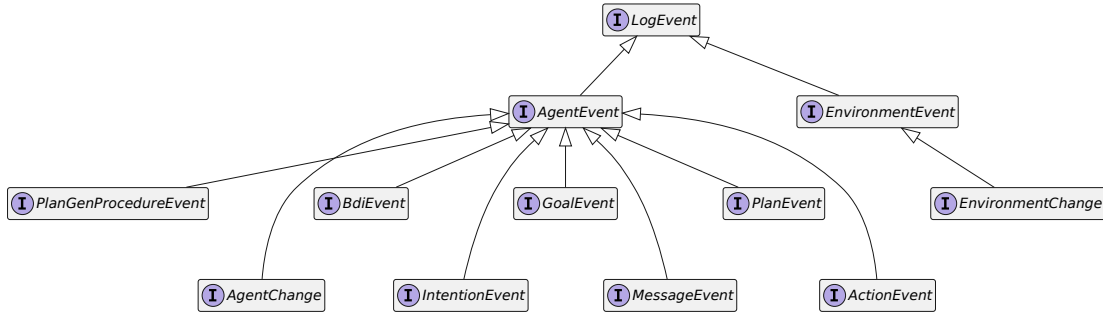 I LogEvent
I AgentEvent
I EnvironmentEvent
I PlanGenProcedureEvent
I BdiEvent
I GoalEvent
I PlanEvent
I EnvironmentChange
I AgentChange
I IntentionEvent
I MessageEvent
I ActionEvent